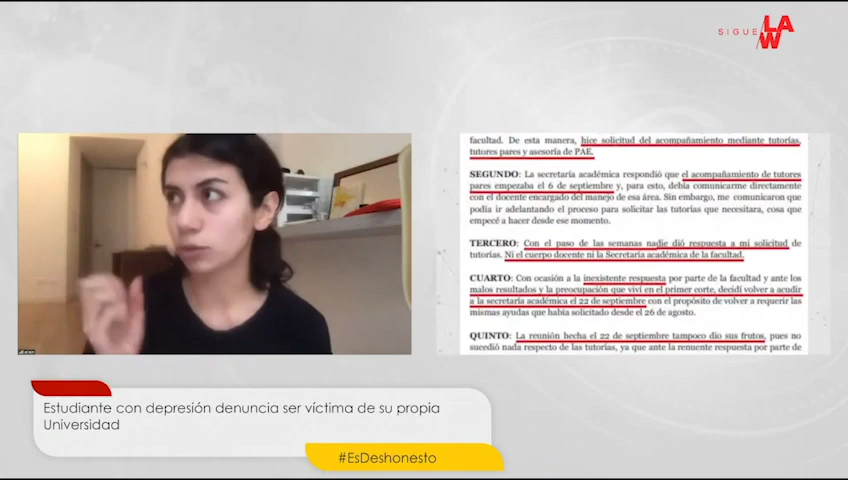 SIGUE LA
W
facultad. De esta manera, hice solicitud del acompañamiento mediante tutorías,
tutores pares y asesoría de PAE.
SEGUNDO: La secretaría académica respondió que el acompañamiento de tutores
pares empezaba el 6 de septiembre y, para esto, debía comunicarme directamente
con el docente encargado del manejo de esa área. Sin embargo, me comunicaron que
podía ir adelantando el proceso para solicitar las tutorías que necesitara, cosa que
empecé a hacer desde ese momento.
TERCERO: Con el paso de las semanas nadie dió respuesta a mi solicitud de
tutorías. Ni el cuerpo docente ni la Secretaría académica de la facultad.
CUARTO: Con ocasión a la inexistente respuesta por parte de la facultad y ante los
malos resultados y la preocupación que viví en el primer corte, decidí volver a acudir
a la secretaría académica el 22 de septiembre con el propósito de volver a requerir las
mismas ayudas que había solicitado desde el 26 de agosto.
QUINTO: La reunión hecha el 22 de septiembre tampoco dio sus frutos, pues no
sucedió nada respecto de las tutorías, ya que ante la renuente respuesta por parte de
Estudiante con depresión denuncia ser víctima de su propia
Universidad
#EsDeshonesto